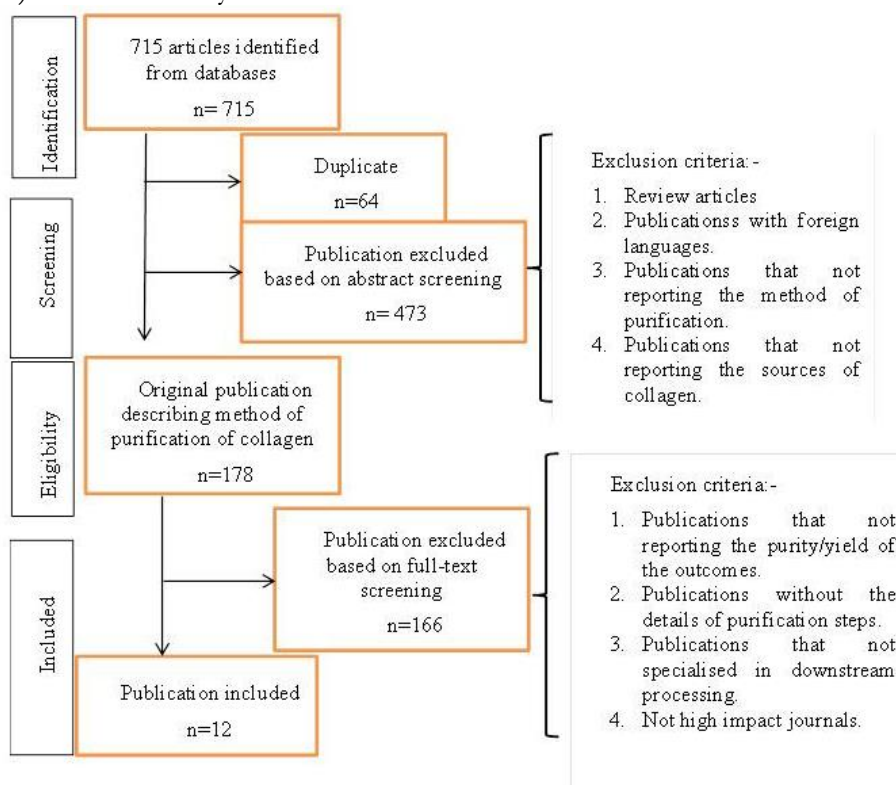 Identification
715 articles identified
from databases
n= 715
Duplicate
n=64
Screening
Publication excluded
based on abstract screening
n= 473
Exclusion criteria:-
1. Review articles
2. Publicationss with foreign
languages.
3. Publications that not
reporting the method of
purification.
4. Publications that not
reporting the sources of
collagen.
Eligibility
Original publication
describing method of
purification of collagen
n=178
Publication excluded
based on full-text
screening
n=166
Exclusion criteria:-
1. Publications that not
reporting the purity/yield of
the outcomes.
2. Publications without the
details of purification steps.
3. Publications that not
specialised in downstream
processing.
4. Not high impact journals.
Included
Publication included
n=12